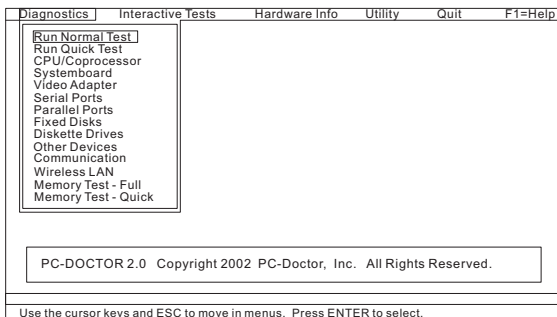 Diagnostics Interactive Tests Hardware Info Utility Quit F1=Help
Run Normal Test
Run Quick Test
CPU/Coprocessor
Systemboard
Video Adapter
Serial Ports
Parallel Ports
Fixed Disks
Diskette Drives
Other Devices
Communication
Wireless LAN
Memory Test - Full
Memory Test - Quick
PC-DOCTOR 2.0 Copyright 2002 PC-Doctor, Inc. All Rights Reserved.
Use the cursor keys and ESC to move in menus. Press ENTER to select.